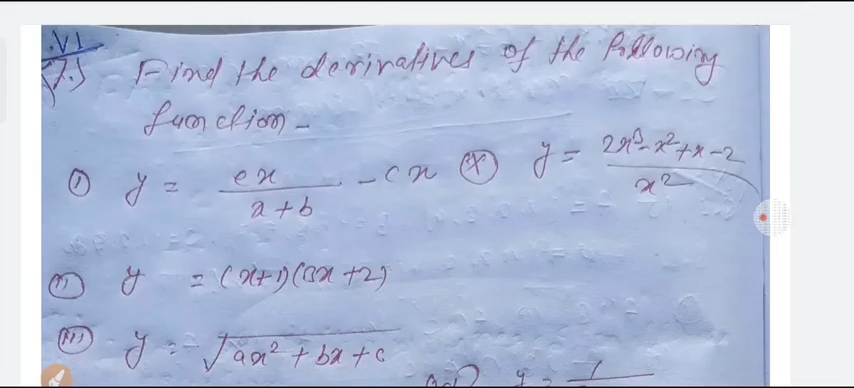 VI
7.) Find the derivatives of the following
function -
(i) y = ex / a + b - cx (x) y = 2x³ - x² + x - 2 / x²
(ii) y = (x+1)(3x+2)
(iii) y = √ax² + bx + c
y = 1